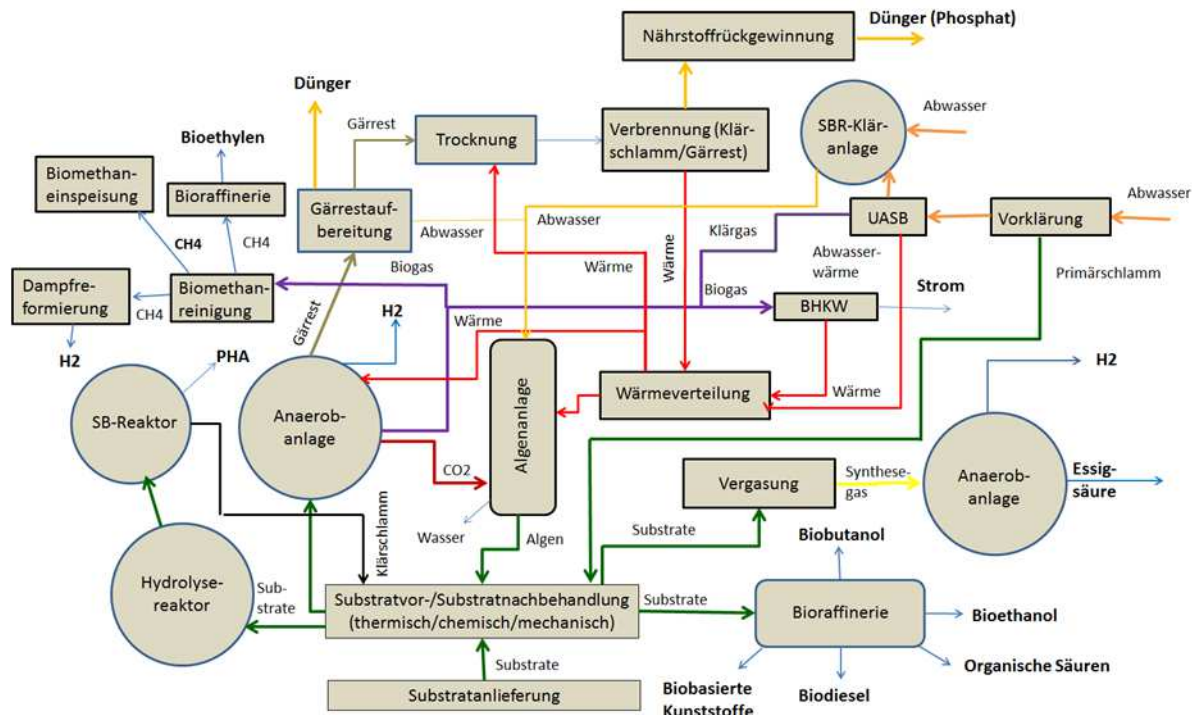 Dünger (Phosphat)
Nährstoffrückgewinnung
Dünger
Gärrest
Trocknung
Verbrennung (Klär-
schlamm/Gärrest)
SBR-Klär-
anlage
Abwasser
Bioethylen
Biomethan-
einspeisung
Bioraffinerie
Gärrestauf-
bereitung
Abwasser
Abwasser
UASB
Vorklärung
Abwasser
CH4
CH4
Klärgas
Wärme
Wärme
Abwasser-
wärme
Primärschlamm
Dampfre-
formierung
CH4
Biomethan-
reinigung
Biogas
Biogas
BHKW
Strom
Gärrest
Wärme
H2
H2
PHA
H2
SB-Reaktor
Anaerob-
anlage
Algenanlage
Wärmeverteilung
Wärme
CO2
Vergasung
Synthese-
gas
Anaerob-
anlage
Essig-
säure
Klärschlamm
Wasser
Algen
Substrate
Biobutanol
Hydrolyse-
reaktor
Sub-
strate
Substratvor-/Substratnachbehandlung
(thermisch/chemisch/mechanisch)
Substrate
Bioraffinerie
Bioethanol
Substrate
Organische Säuren
Substratanlieferung
Biobasierte
Kunststoffe
Biodiesel